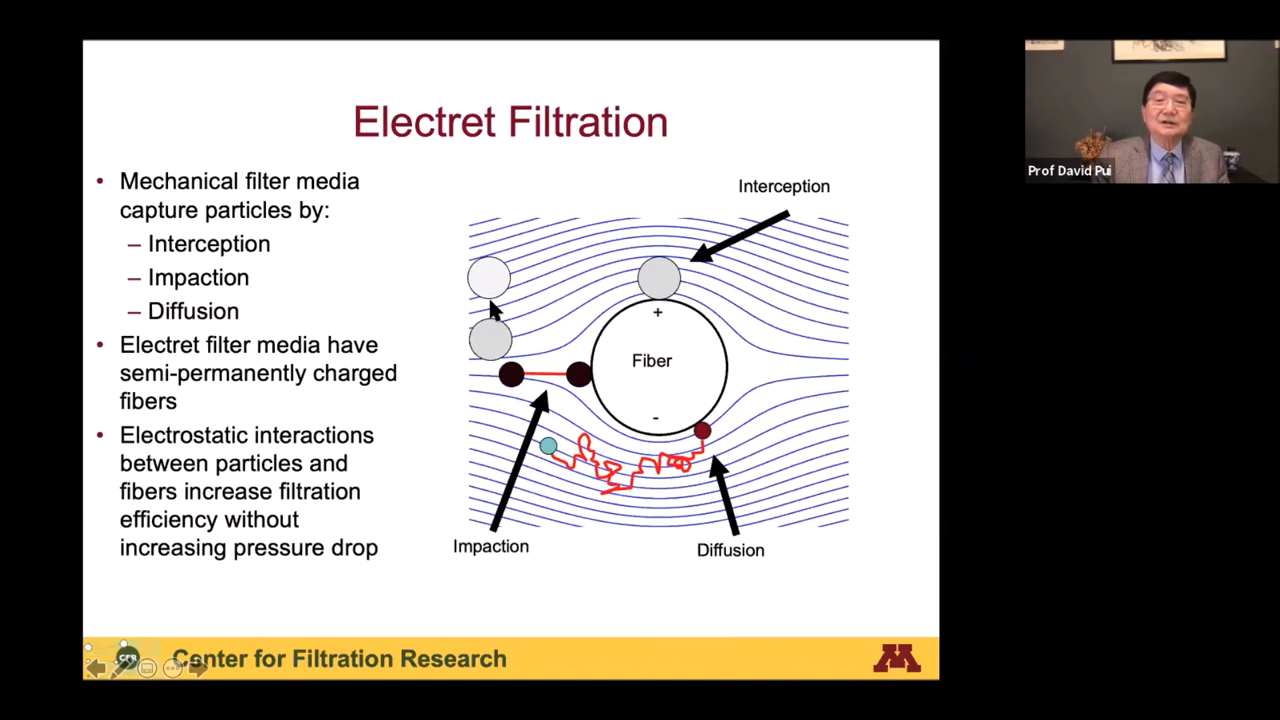 Electret Filtration
• Mechanical filter media
capture particles by:
– Interception
– Impaction
– Diffusion
• Electret filter media have
semi-permanently charged
fibers
• Electrostatic interactions
between particles and
fibers increase filtration
efficiency without
increasing pressure drop
Interception
+
Fiber
-
Impaction
Diffusion
CFR
Center for Filtration Research
M
Prof David Pui